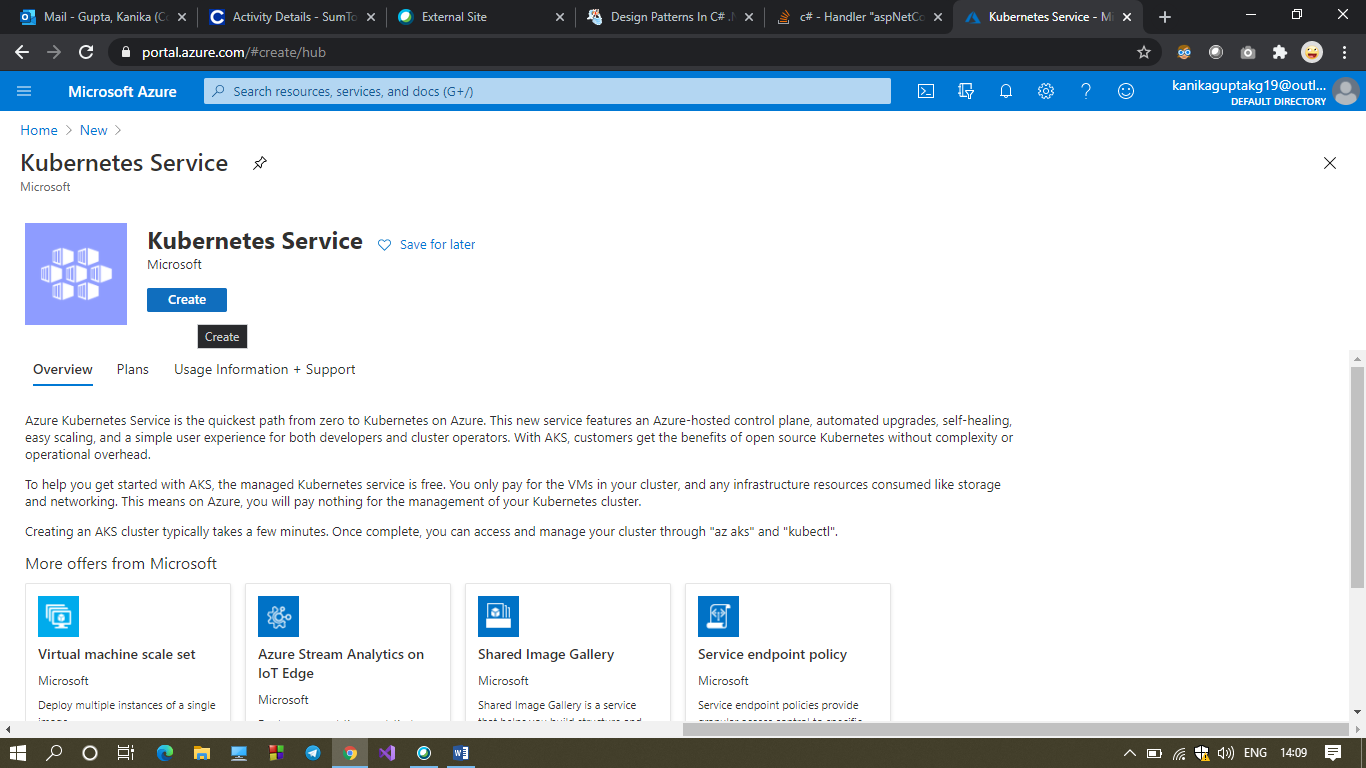 Mail - Gupta, Kanika (Co
Activity Details - SumTo
External Site
Design Patterns In C# .N
c# - Handler "aspNetCo
Kubernetes Service - Mi
portal.azure.com/#create/hub
Microsoft Azure
Search resources, services, and docs (G+/)
kanikaguptakg19@outl...
DEFAULT DIRECTORY
Home > New >
Kubernetes Service
Microsoft
Kubernetes Service
Save for later
Microsoft
Create
Create
Overview
Plans
Usage Information + Support
Azure Kubernetes Service is the quickest path from zero to Kubernetes on Azure. This new service features an Azure-hosted control plane, automated upgrades, self-healing,
easy scaling, and a simple user experience for both developers and cluster operators. With AKS, customers get the benefits of open source Kubernetes without complexity or
operational overhead.
To help you get started with AKS, the managed Kubernetes service is free. You only pay for the VMs in your cluster, and any infrastructure resources consumed like storage
and networking. This means on Azure, you will pay nothing for the management of your Kubernetes cluster.
Creating an AKS cluster typically takes a few minutes. Once complete, you can access and manage your cluster through "az aks" and "kubectl".
More offers from Microsoft
Virtual machine scale set
Microsoft
Deploy multiple instances of a single
Azure Stream Analytics on
IoT Edge
Microsoft
Shared Image Gallery
Microsoft
Shared Image Gallery is a service
Service endpoint policy
Microsoft
Service endpoint policies provide
ENG
14:09